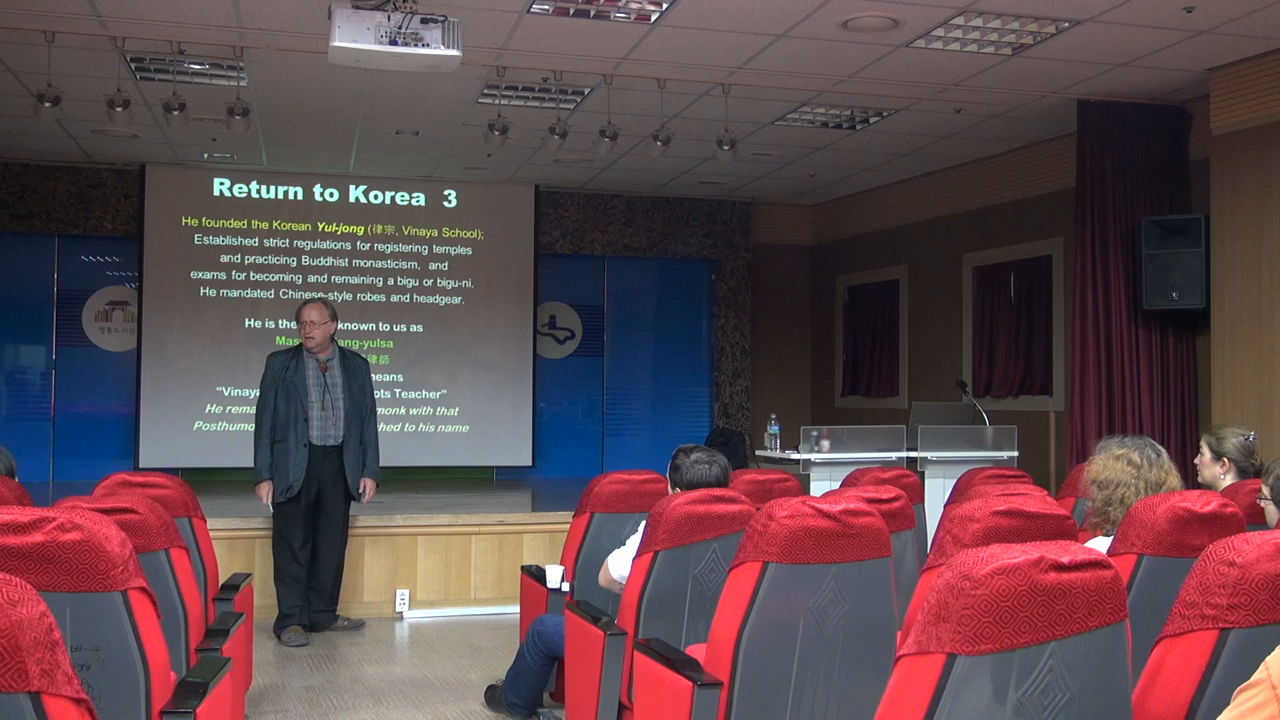 Return to Korea 3
He founded the Korean Yul-jong (律宗, Vinaya School);
Established strict regulations for registering temples
and practicing Buddhist monasticism, and
exams for becoming and remaining a bigu or bigu-ni.
He mandated Chinese-style robes and headgear.
He is the known to us as
Mas ang-yulsa
律師
means
"Vinaya ots Teacher"
He rema monk with that
Posthumo hed to his name